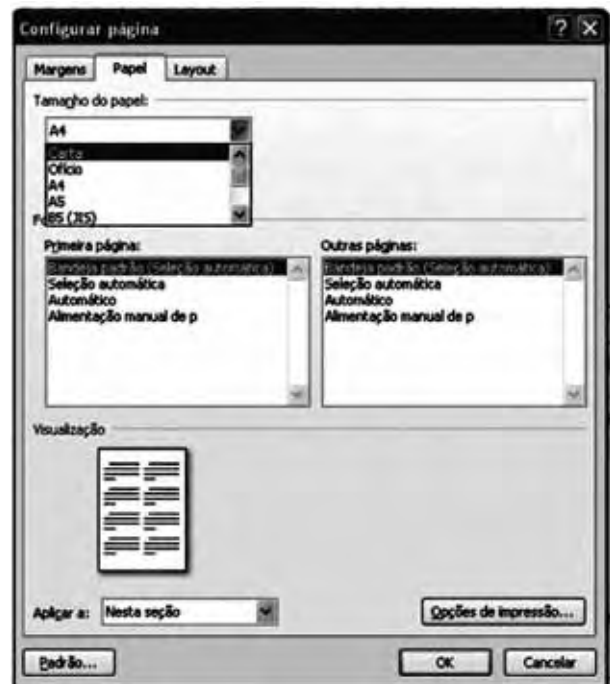 Configurar página
Margens Papel Layout
Tamanho do papel:
A4
Carta
Ofício
A4
A5
B5 (JIS)
Primeira página: Outras páginas:
Bandeja padrão (Seleção automática) Bandeja padrão (Seleção automática)
Seleção automática Seleção automática
Automático Automático
Alimentação manual de p Alimentação manual de p
Visualização
Aplicar a: Nesta seção Opções de impressão...
Padrão... OK Cancelar